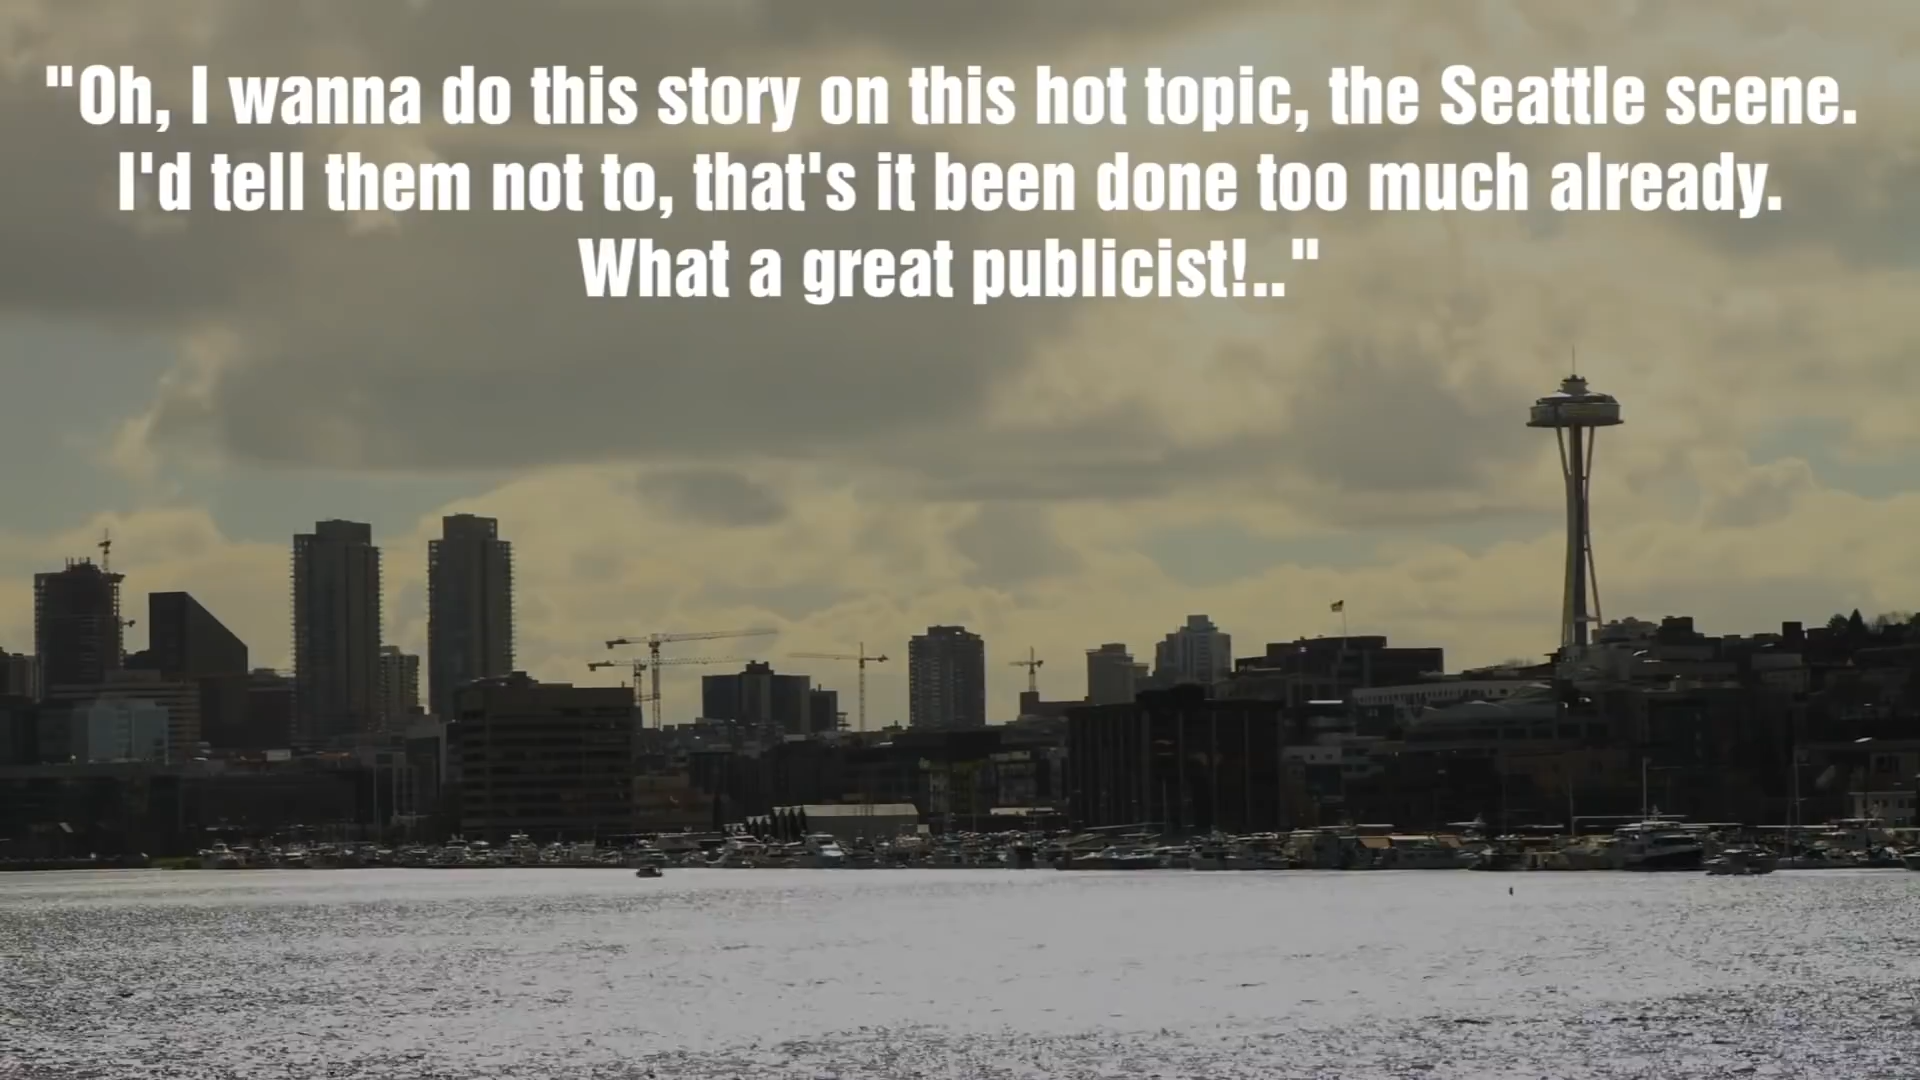 "Oh, I wanna do this story on this hot topic, the Seattle scene.
I'd tell them not to, that's it been done too much already.
What a great publicist!.."